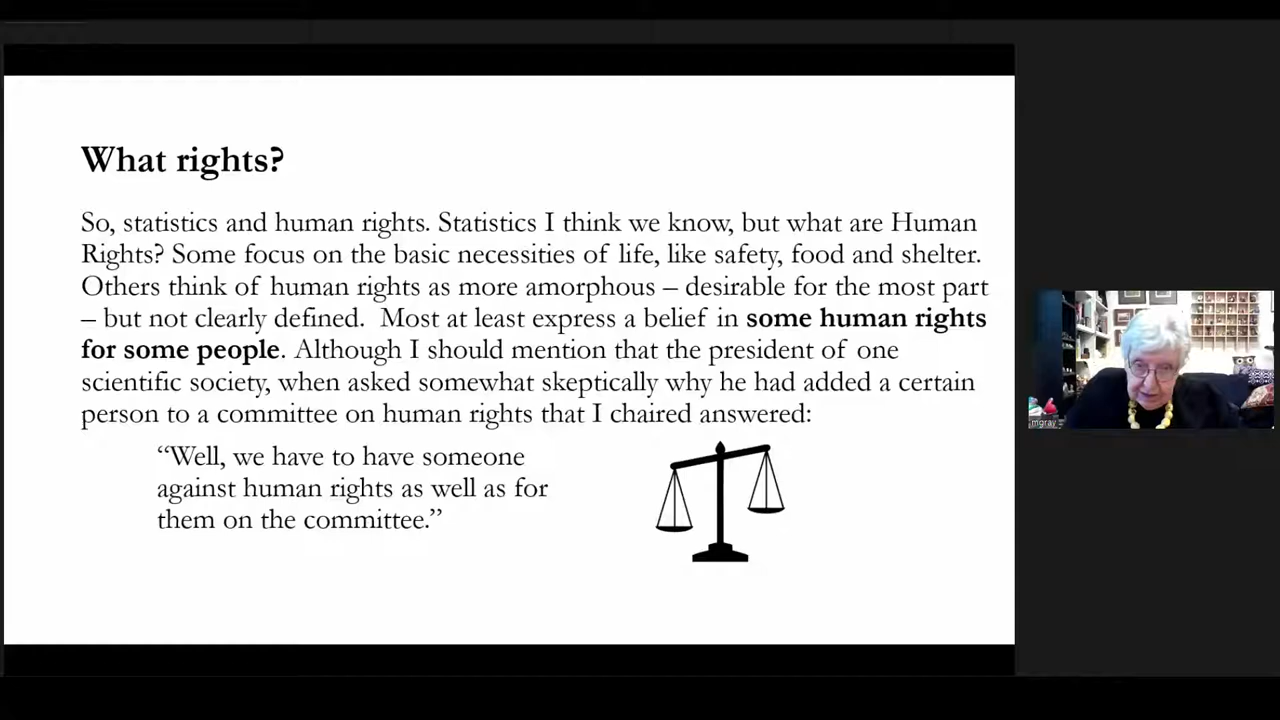 What rights?
So, statistics and human rights. Statistics I think we know, but what are Human
Rights? Some focus on the basic necessities of life, like safety, food and shelter.
Others think of human rights as more amorphous – desirable for the most part
– but not clearly defined.  Most at least express a belief in some human rights
for some people. Although I should mention that the president of one
scientific society, when asked somewhat skeptically why he had added a certain
person to a committee on human rights that I chaired answered:
“Well, we have to have someone
against human rights as well as for
them on the committee.”
mgray